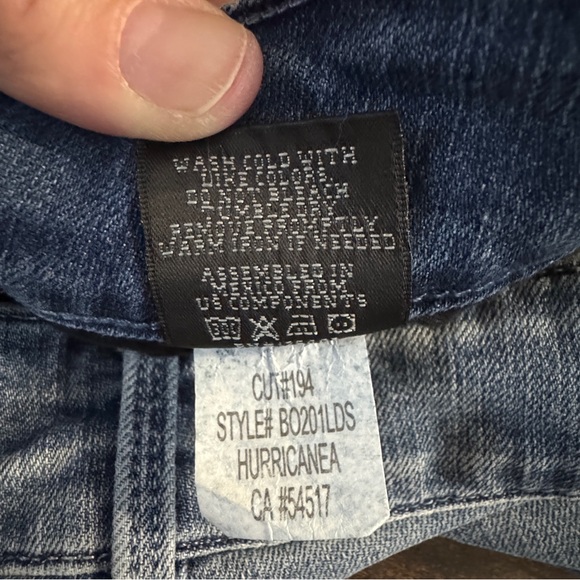 WASH COLD WITH
LIKE COLORS
DO NOT BLEACH
TUMBLE DRY
REMOVE PROMPTLY
WARM IRON IF NEEDED
ASSEMBLED IN
MEXICO FROM
US COMPONENTS
CUT#194
STYLE# BO201LDS
HURRICANEA
CA #54517